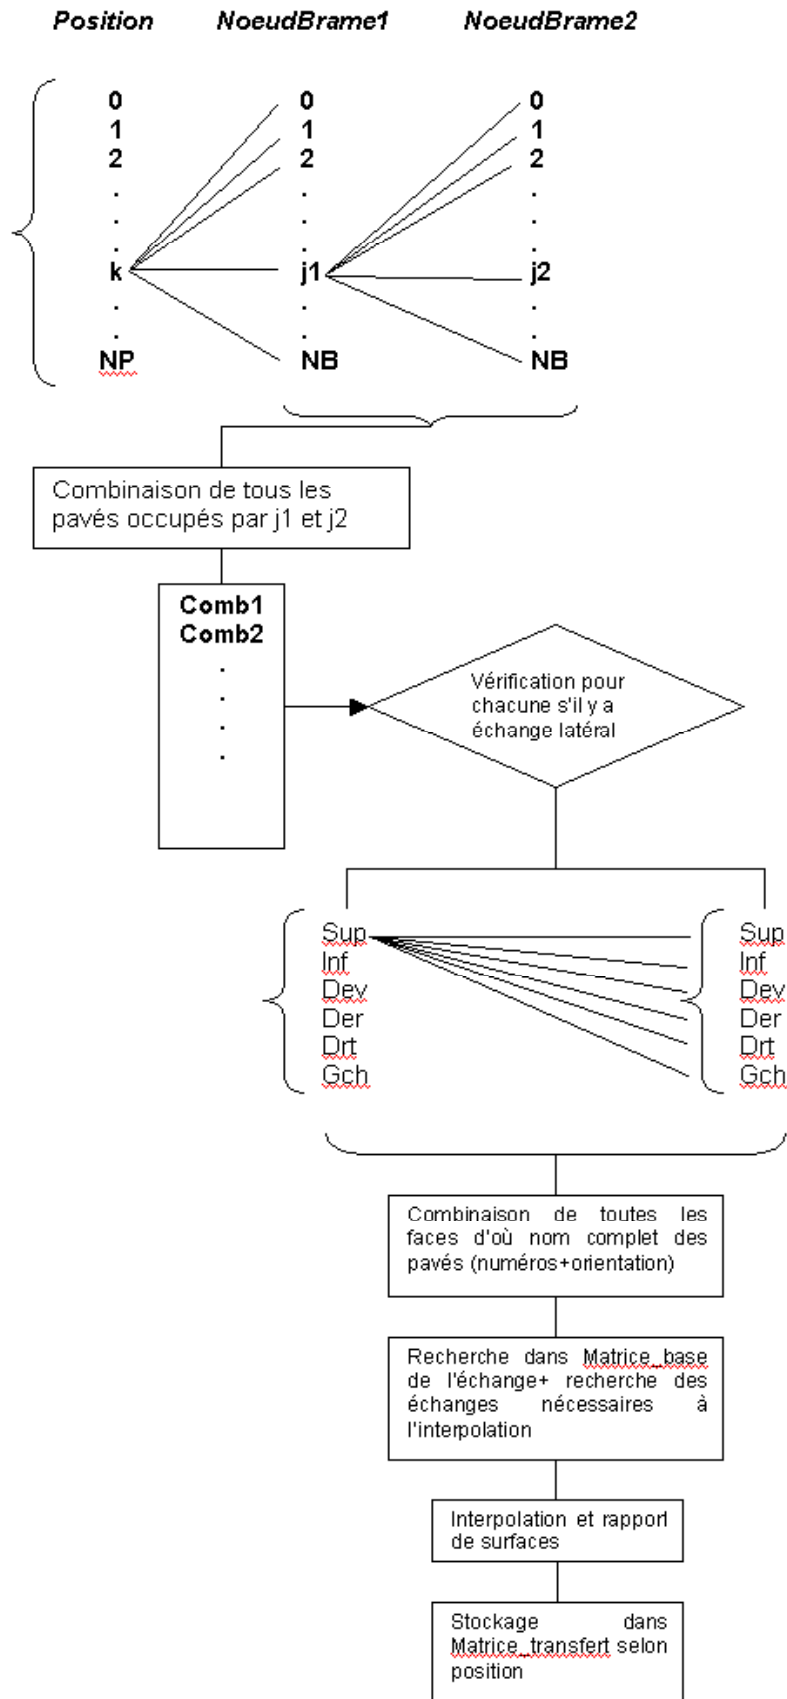 Position NoeudBrame1 NoeudBrame2
0 0 0
1 1 1
2 2 2
. . .
. . .
. . .
k j1 j2
. . .
. . .
NP NB NB
Combinaison de tous les
pavés occupés par j1 et j2
Comb1
Comb2
.
.
.
.
Vérification pour
chacune s'il y a
échange latéral
Sup Sup
Inf Inf
Dev Dev
Der Der
Drt Drt
Gch Gch
Combinaison de toutes les
faces d'où nom complet des
pavés (numéros+orientation)
Recherche dans Matrice_base
de l'échange+ recherche des
échanges nécessaires à
l'interpolation
Interpolation et rapport
de surfaces
Stockage dans
Matrice_transfert selon
position